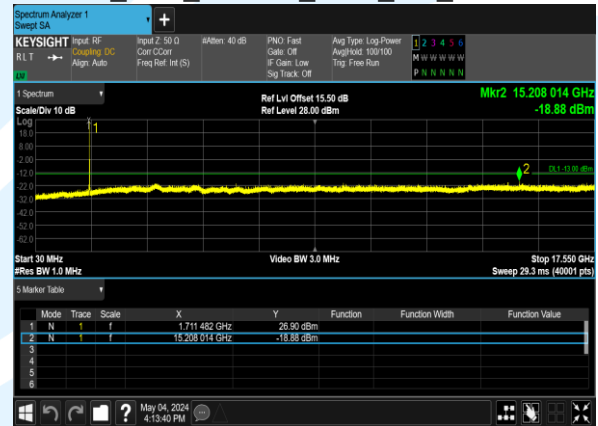 Spectrum Analyzer 1
Swept SA
+
KEYSIGHT Input: RF Input Z: 50 Ω #Atten: 40 dB PNO: Fast Avg Type: Log-Power 1 2 3 4 5 6
RLT Coupling: DC Corr CCorr Gate: Off Avg|Hold: 100/100 M W W W W W
Align: Auto Freq Ref: Int (S) IF Gain: Low Trig: Free Run
Sig Track: Off P N N N N N
1 Spectrum Ref Lvl Offset 15.50 dB Mkr2 15.208 014 GHz
Scale/Div 10 dB Ref Level 28.00 dBm -18.88 dBm
Log
18.0
8.00
-2.00
-12.0
-22.0
-32.0
-42.0
-52.0
-62.0
1
2
DL1 -13.00 dBm
Start 30 MHz Video BW 3.0 MHz Stop 17.550 GHz
#Res BW 1.0 MHz Sweep 29.3 ms (40001 pts)
5 Marker Table
Mode Trace Scale X Y Function Function Width Function Value
1 N 1 f 1.711 482 GHz 26.90 dBm
2 N 1 f 15.208 014 GHz -18.88 dBm
3
4
5
6
? May 04, 2024
4:13:40 PM